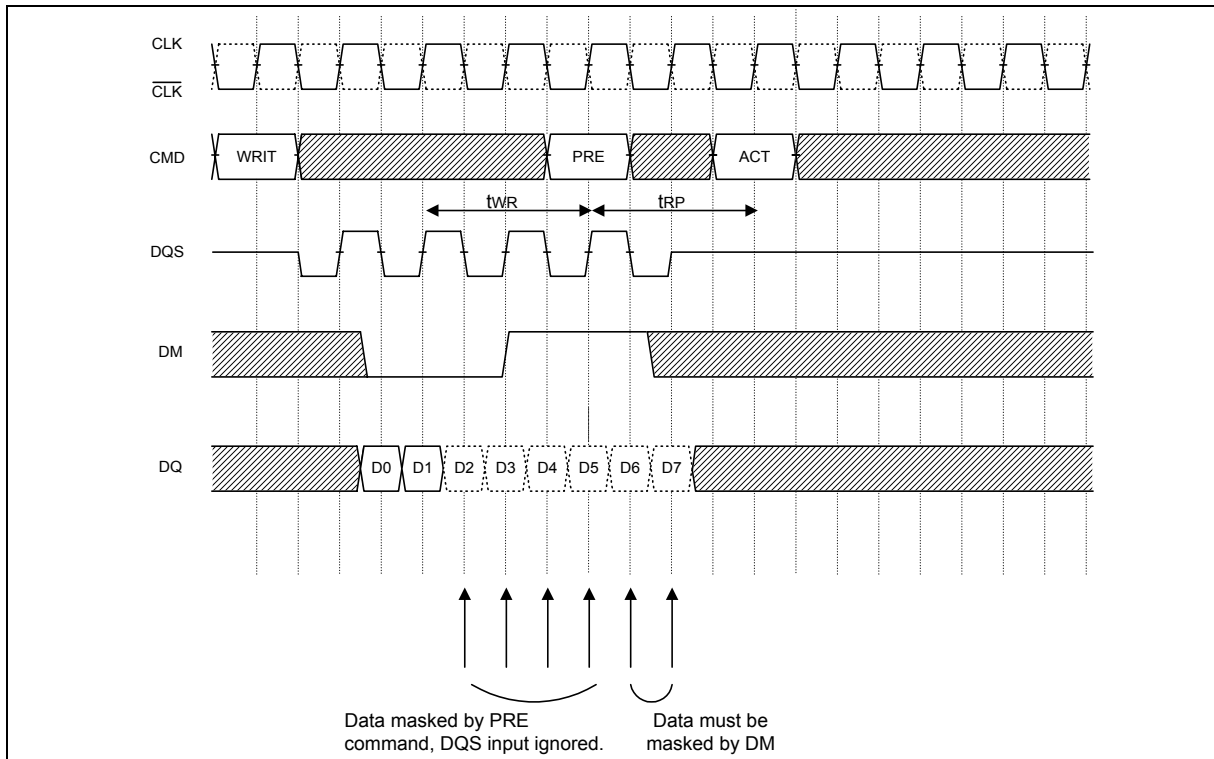 CLK
CLK
CMD
WRIT
PRE
ACT
tWR
tRP
DQS
DM
DQ
D0
D1
D2
D3
D4
D5
D6
D7
Data masked by PRE
command, DQS input ignored.
Data must be
masked by DM